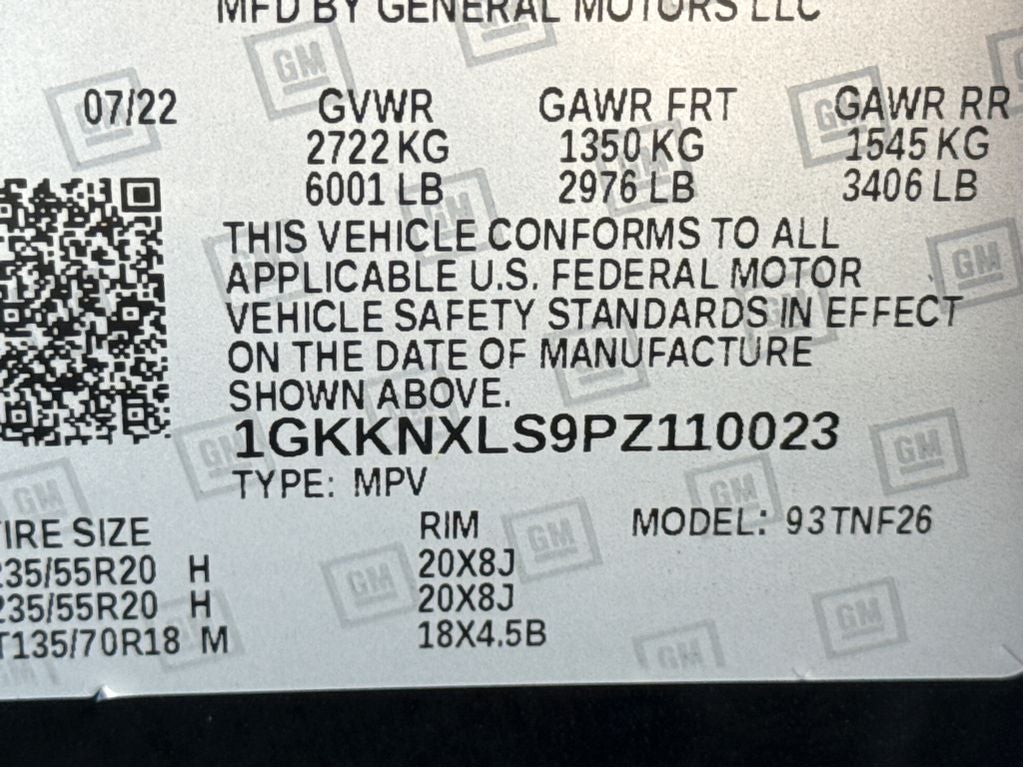 MFD BY GENERAL MOTORS LLC
07/22 GVWR GAWR FRT GAWR RR
2722 KG 1350 KG 1545 KG
6001 LB 2976 LB 3406 LB
THIS VEHICLE CONFORMS TO ALL
APPLICABLE U.S. FEDERAL MOTOR
VEHICLE SAFETY STANDARDS IN EFFECT
ON THE DATE OF MANUFACTURE
SHOWN ABOVE.
1GKKNXLS9PZ110023
TYPE: MPV
TIRE SIZE RIM MODEL: 93TNF26
235/55R20 H 20X8J
235/55R20 H 20X8J
T135/70R18 M 18X4.5B